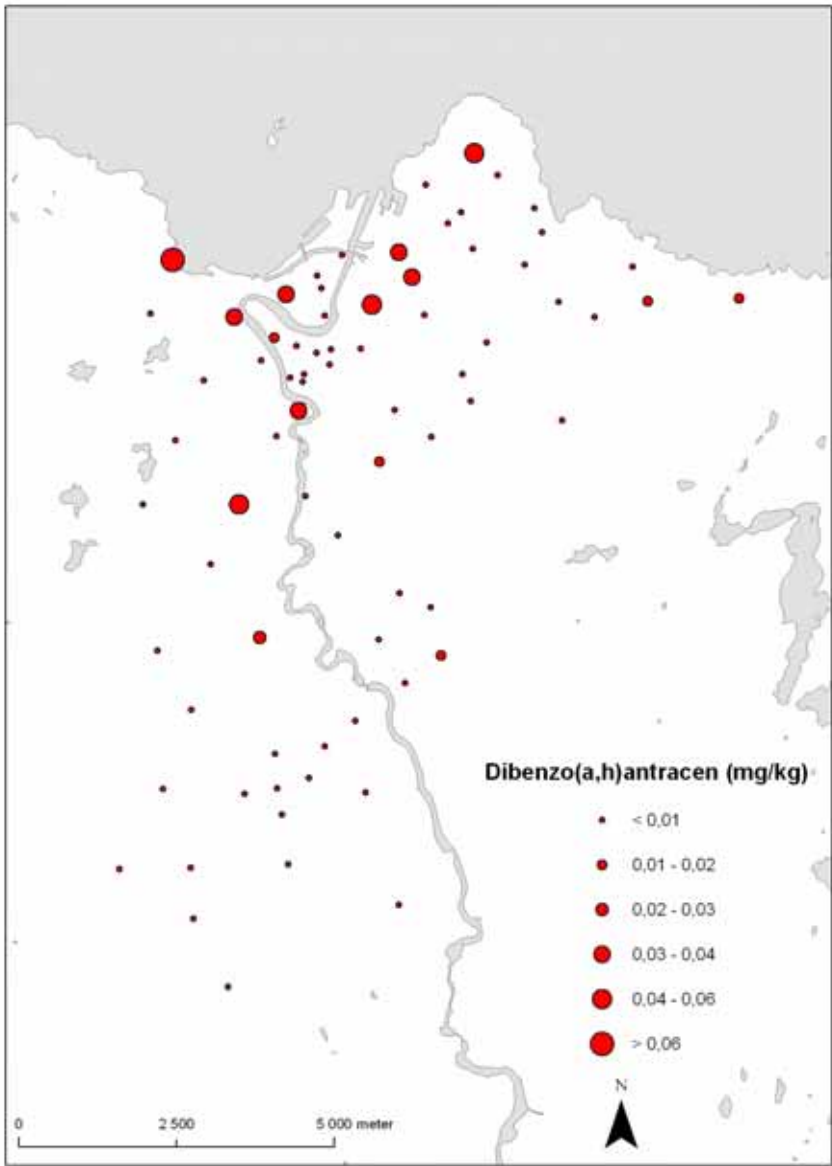 Dibenzo(a,h)antracen (mg/kg)
< 0,01
0,01 - 0,02
0,02 - 0,03
0,03 - 0,04
0,04 - 0,06
> 0,06
N
0 2 500 5 000 meter